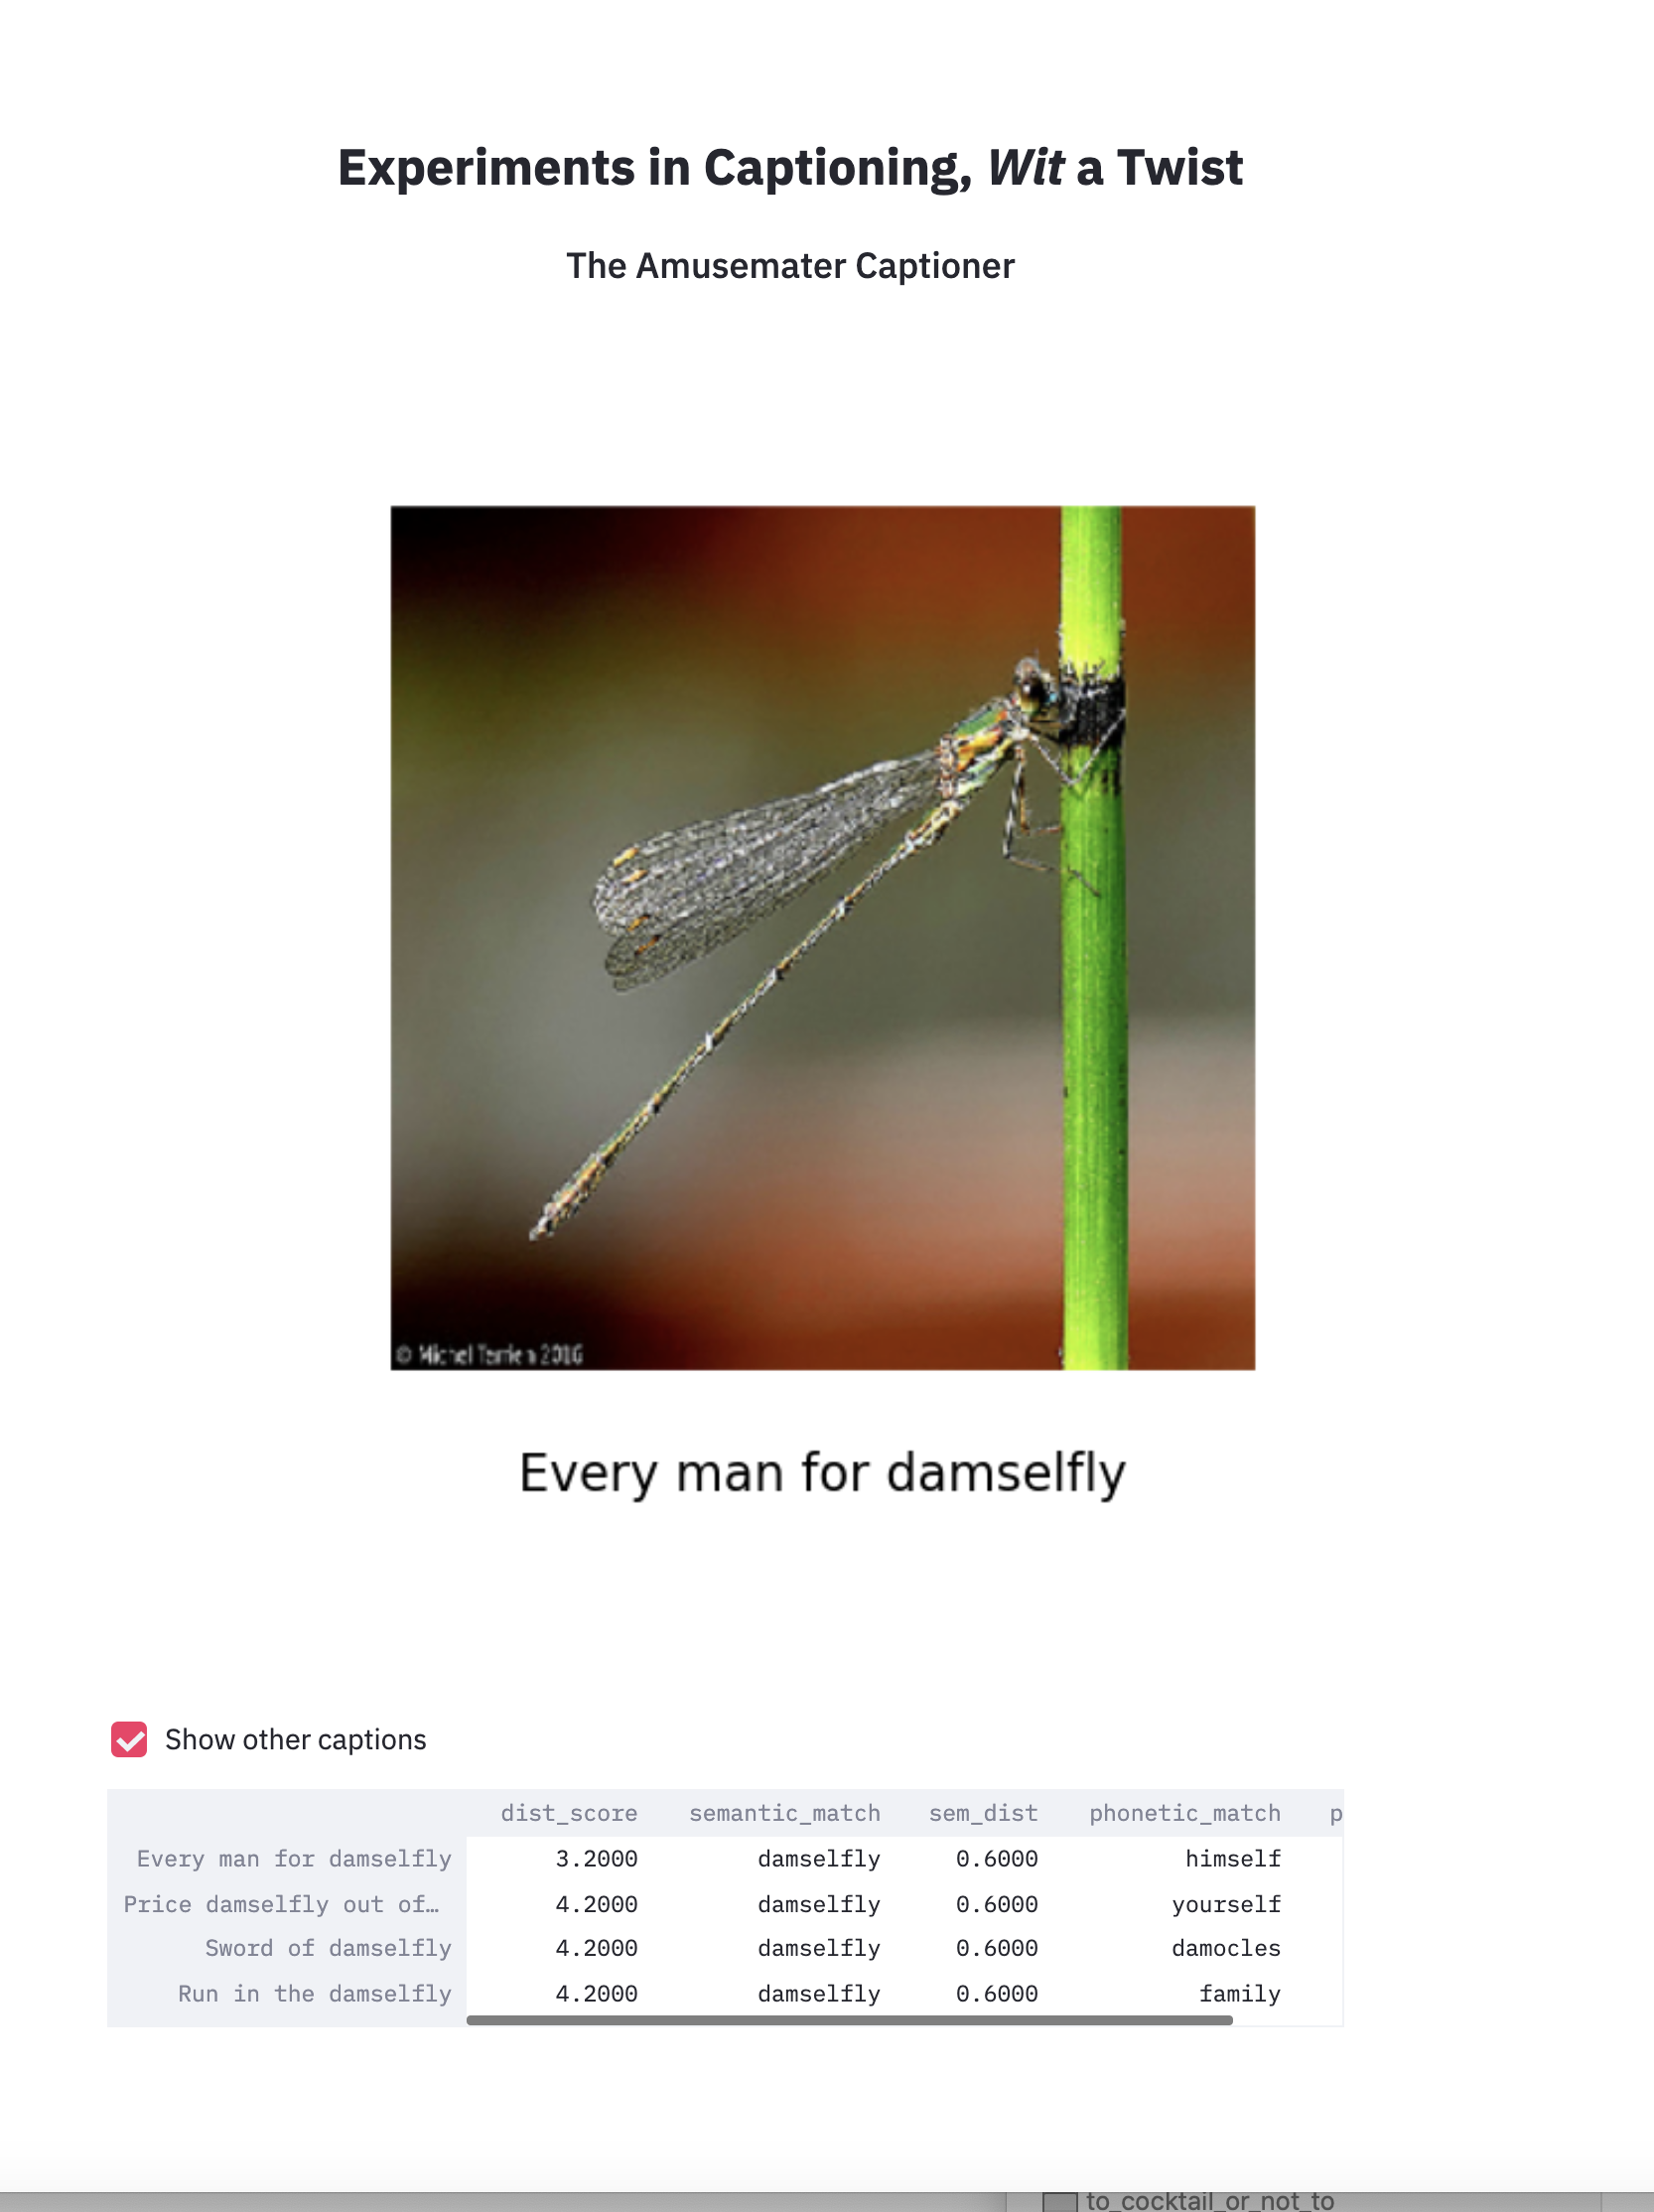 Experiments in Captioning, Wit a Twist
The Amusemater Captioner
© Michel Terrien 2016
Every man for damselfly
Show other captions
dist_score semantic_match sem_dist phonetic_match p
Every man for damselfly 3.2000 damselfly 0.6000 himself
Price damselfly out of… 4.2000 damselfly 0.6000 yourself
Sword of damselfly 4.2000 damselfly 0.6000 damocles
Run in the damselfly 4.2000 damselfly 0.6000 family
to_cocktail_or_not_to